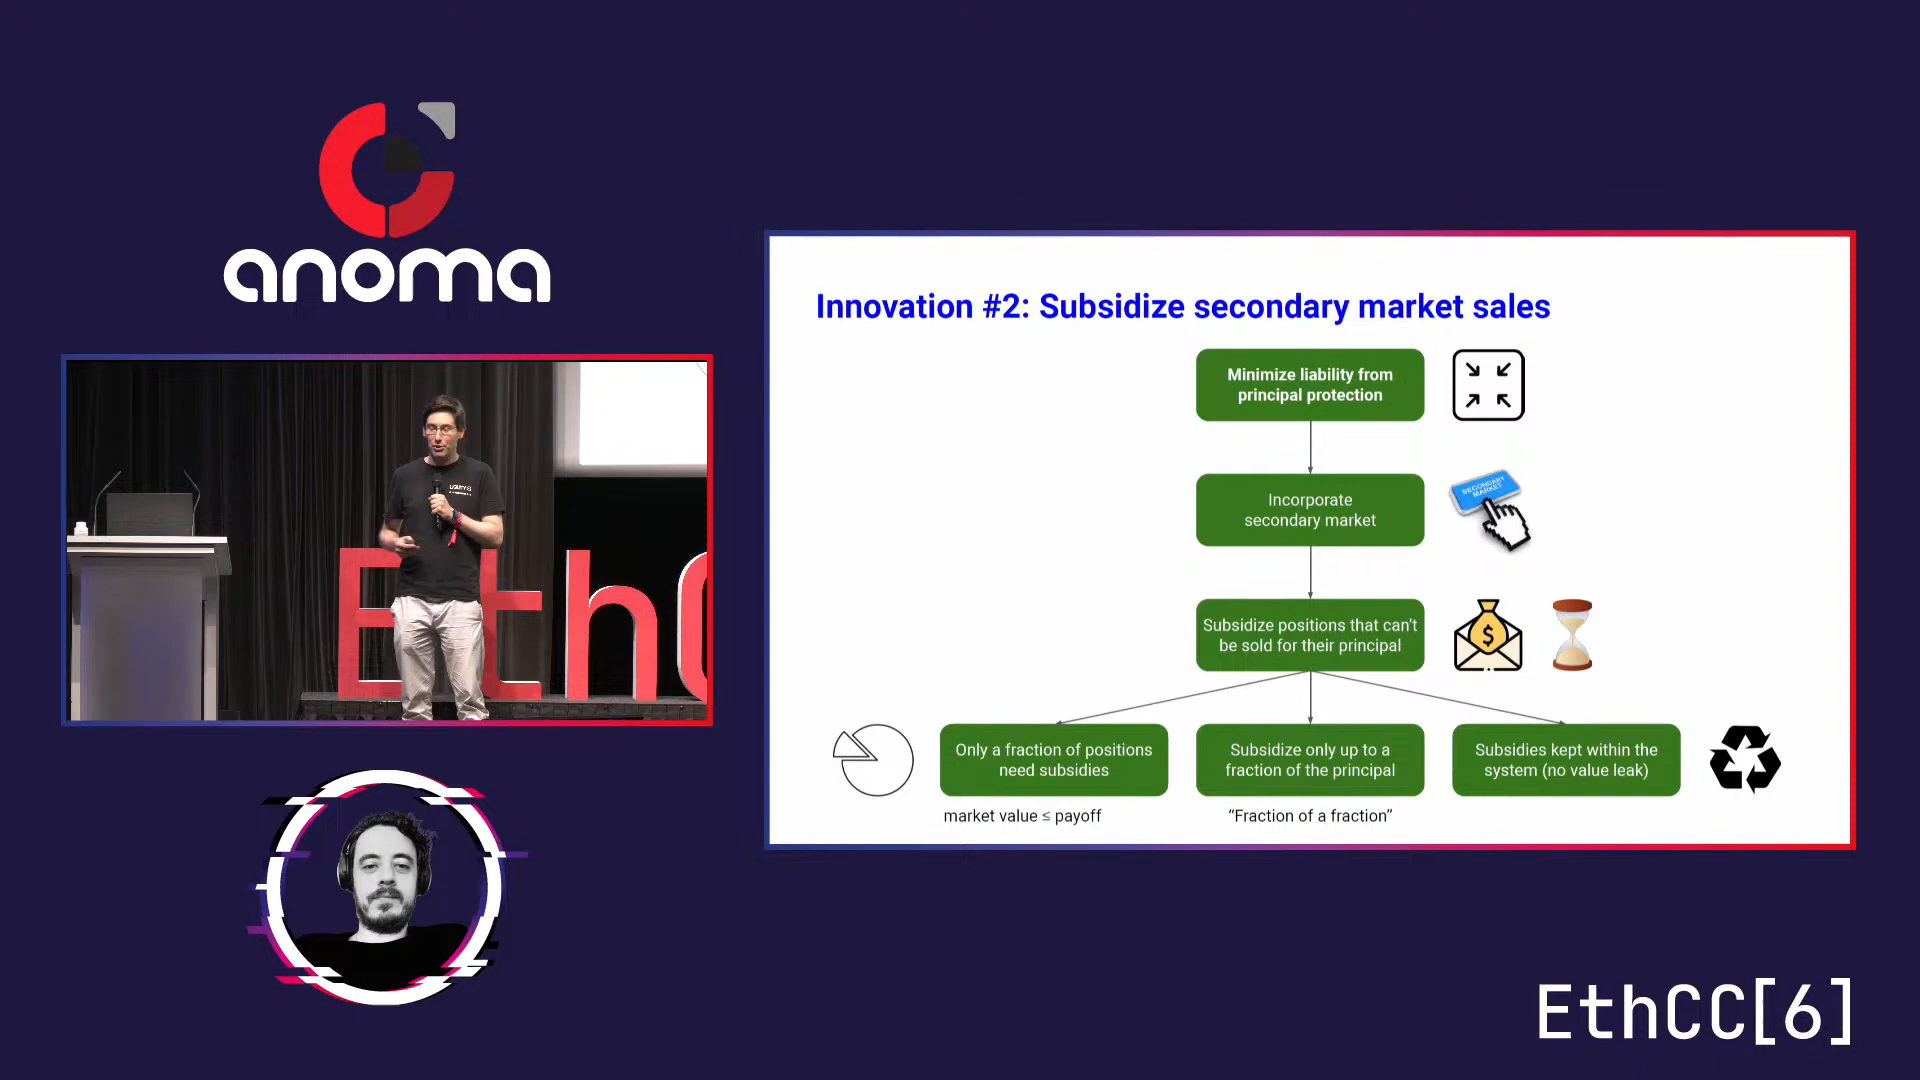 anoma
EthC
Innovation #2: Subsidize secondary market sales
Minimize liability from
principal protection
Incorporate
secondary market
SECONDARY
MARKET
Subsidize positions that can't
be sold for their principal
Only a fraction of positions
need subsidies
Subsidize only up to a
fraction of the principal
Subsidies kept within the
system (no value leak)
market value ≤ payoff
“Fraction of a fraction”
EthCC[6]